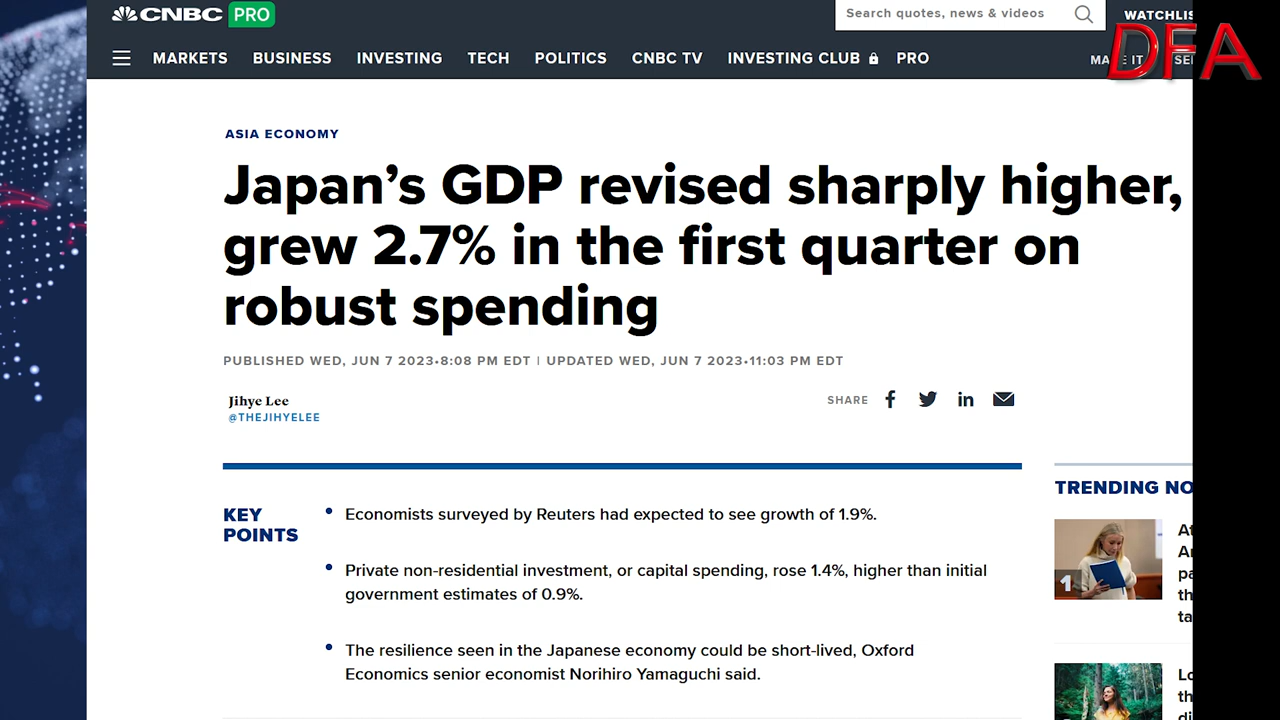 CNBC PRO
Search quotes, news & videos
WATCHLIS
DFA
MARKETS BUSINESS INVESTING TECH POLITICS CNBC TV INVESTING CLUB PRO
ASIA ECONOMY
Japan’s GDP revised sharply higher,
grew 2.7% in the first quarter on
robust spending
PUBLISHED WED, JUN 7 2023•8:08 PM EDT | UPDATED WED, JUN 7 2023•11:03 PM EDT
Jihye Lee
@THEJIHYELEE
SHARE
KEY
POINTS
Economists surveyed by Reuters had expected to see growth of 1.9%.
Private non-residential investment, or capital spending, rose 1.4%, higher than initial
government estimates of 0.9%.
The resilience seen in the Japanese economy could be short-lived, Oxford
Economics senior economist Norihiro Yamaguchi said.
TRENDING NO
1